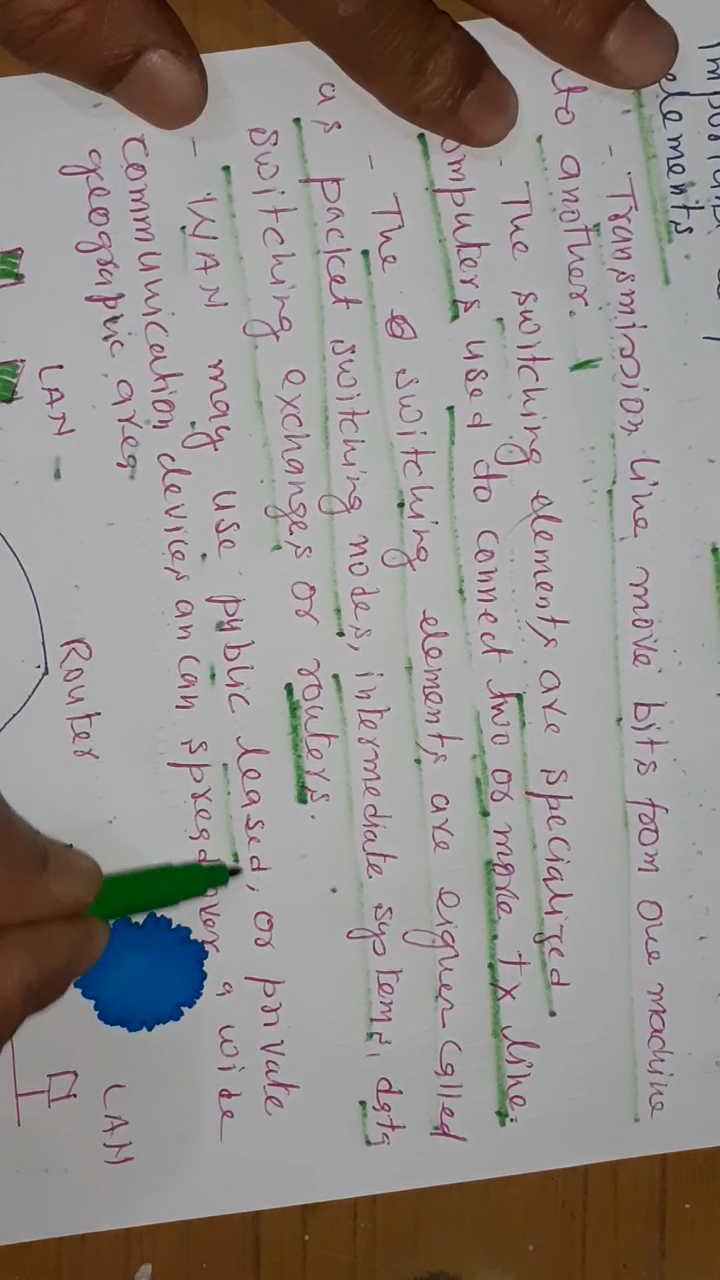 elements.
- Transmission line move bits from one machine
to another.
- The switching elements are specialized
omputers used to connect two or more tx line.
- The switching elements are eigner called
as packet switching nodes, intermediate systems, data
switching exchanges or routers.
- WAN may use public leased, or private
communication devices an can spread over a wide
geographic area.
LAN -
Router
LAN